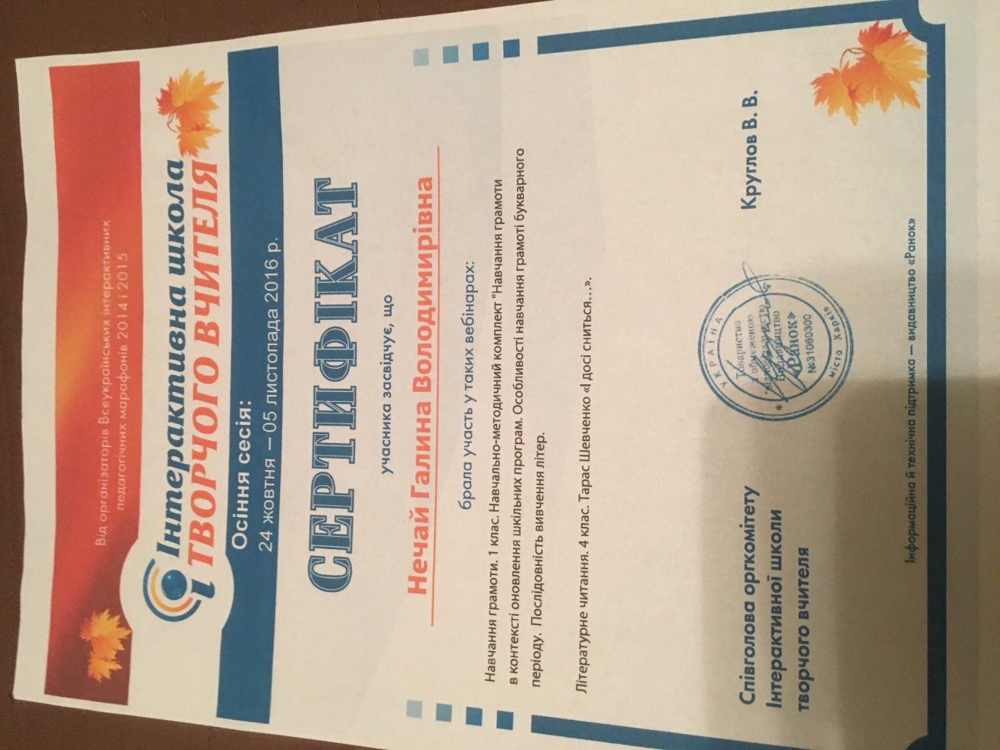 Від організаторів Всеукраїнських інтерактивних
педагогічних марафонів 2014 і 2015
Інтерактивна школа
ТВОРЧОГО ВЧИТЕЛЯ
Осіння сесія:
24 жовтня – 05 листопада 2016 р.
СЕРТИФІКАТ
учасника засвідчує, що
Нечай Галина Володимирівна
брала участь у таких вебінарах:
Навчання грамоти. 1 клас. Навчально-методичний комплект "Навчання грамоти
в контексті оновлення шкільних програм. Особливості навчання грамоті букварного
періоду. Послідовність вивчення літер.
Літературне читання. 4 клас. Тарас Шевченко «І досі сниться...».
Співголова оргкомітету
Інтерактивної школи
творчого вчителя
УКРАЇНА
Товариство
з обмеженою
відповідальністю
Видавництво
«Ранок»
№31060300
місто Харків
Круглов В. В.
Інформаційна й технічна підтримка – видавництво «Ранок»